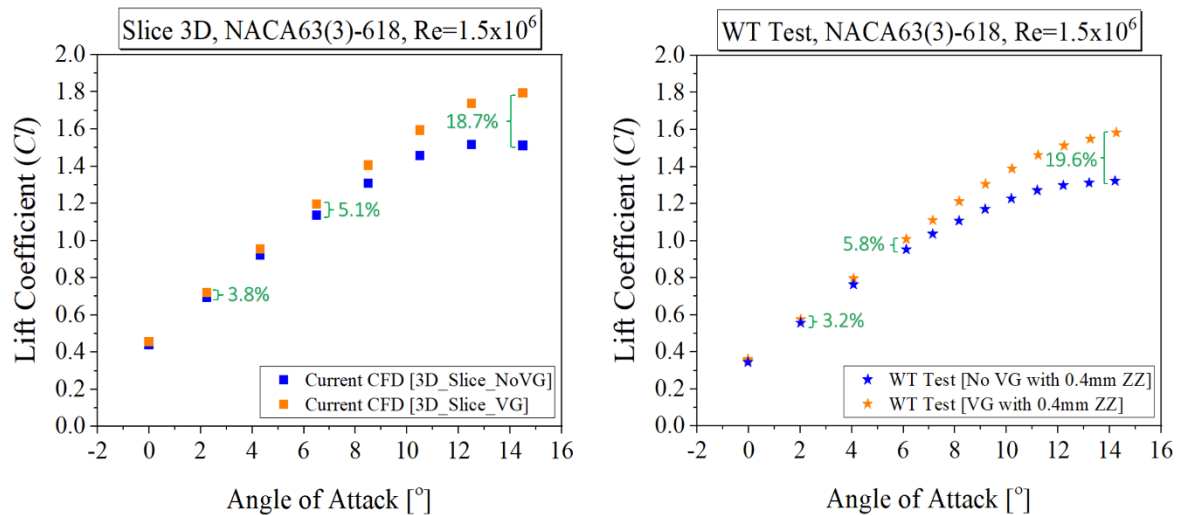 Slice 3D, NACA63(3)-618, Re=1.5x10⁶
2.0
1.8
1.6
1.4
1.2
1.0
0.8
0.6
0.4
0.2
0.0
Lift Coefficient (Cl)
18.7%
5.1%
3.8%
Current CFD [3D_Slice_NoVG]
Current CFD [3D_Slice_VG]
-2 0 2 4 6 8 10 12 14 16
Angle of Attack [°]
WT Test, NACA63(3)-618, Re=1.5x10⁶
2.0
1.8
1.6
1.4
1.2
1.0
0.8
0.6
0.4
0.2
0.0
Lift Coefficient (Cl)
19.6%
5.8%
3.2%
WT Test [No VG with 0.4mm ZZ]
WT Test [VG with 0.4mm ZZ]
-2 0 2 4 6 8 10 12 14 16
Angle of Attack [°]